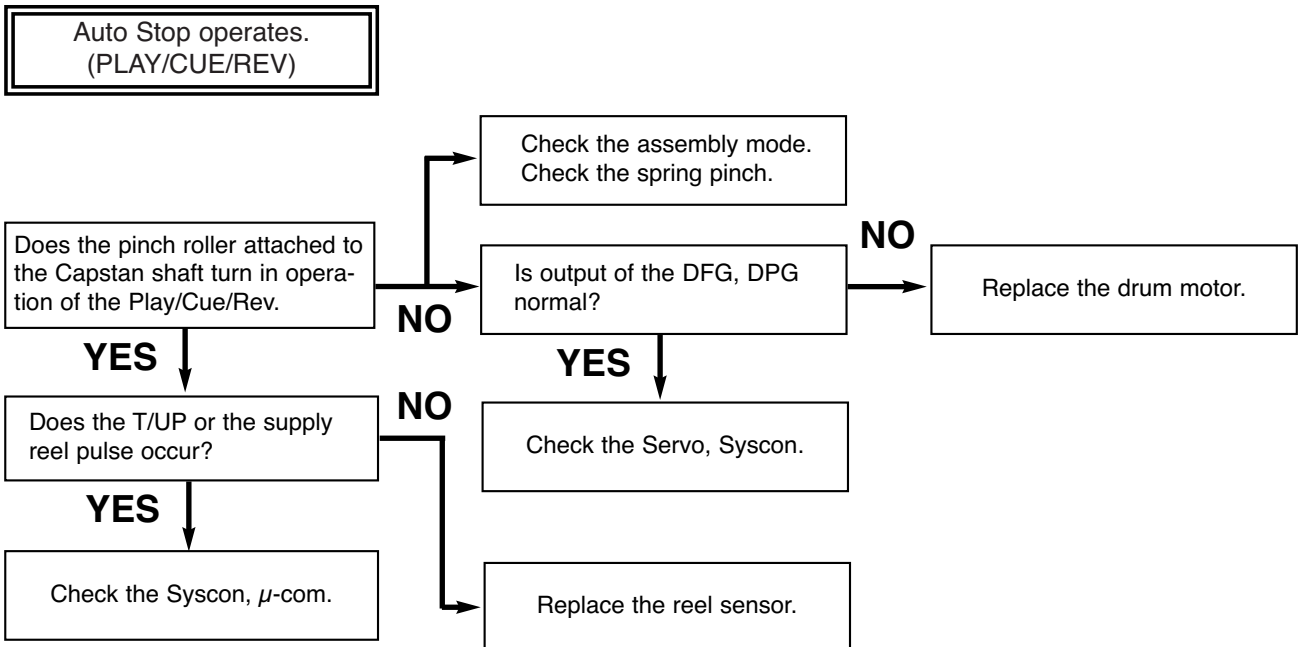 Auto Stop operates.
(PLAY/CUE/REV)
Check the assembly mode.
Check the spring pinch.
Does the pinch roller attached to
the Capstan shaft turn in opera-
tion of the Play/Cue/Rev.
NO
Is output of the DFG, DPG
normal?
NO
Replace the drum motor.
YES
YES
Does the T/UP or the supply
reel pulse occur?
NO
Check the Servo, Syscon.
YES
Check the Syscon, µ-com.
Replace the reel sensor.